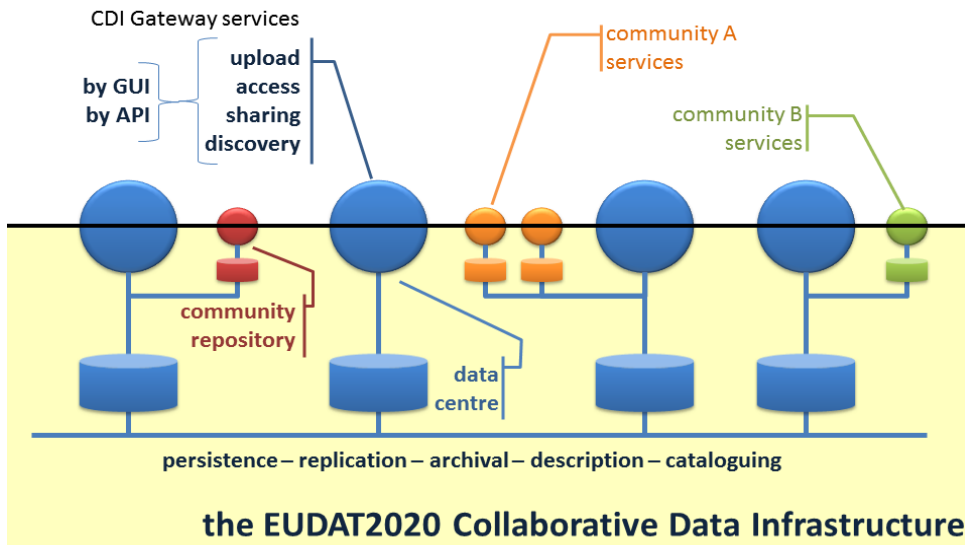 CDI Gateway services
by GUI
by API
upload
access
sharing
discovery
community A
services
community B
services
community
repository
data
centre
persistence – replication – archival – description – cataloguing
the EUDAT2020 Collaborative Data Infrastructure